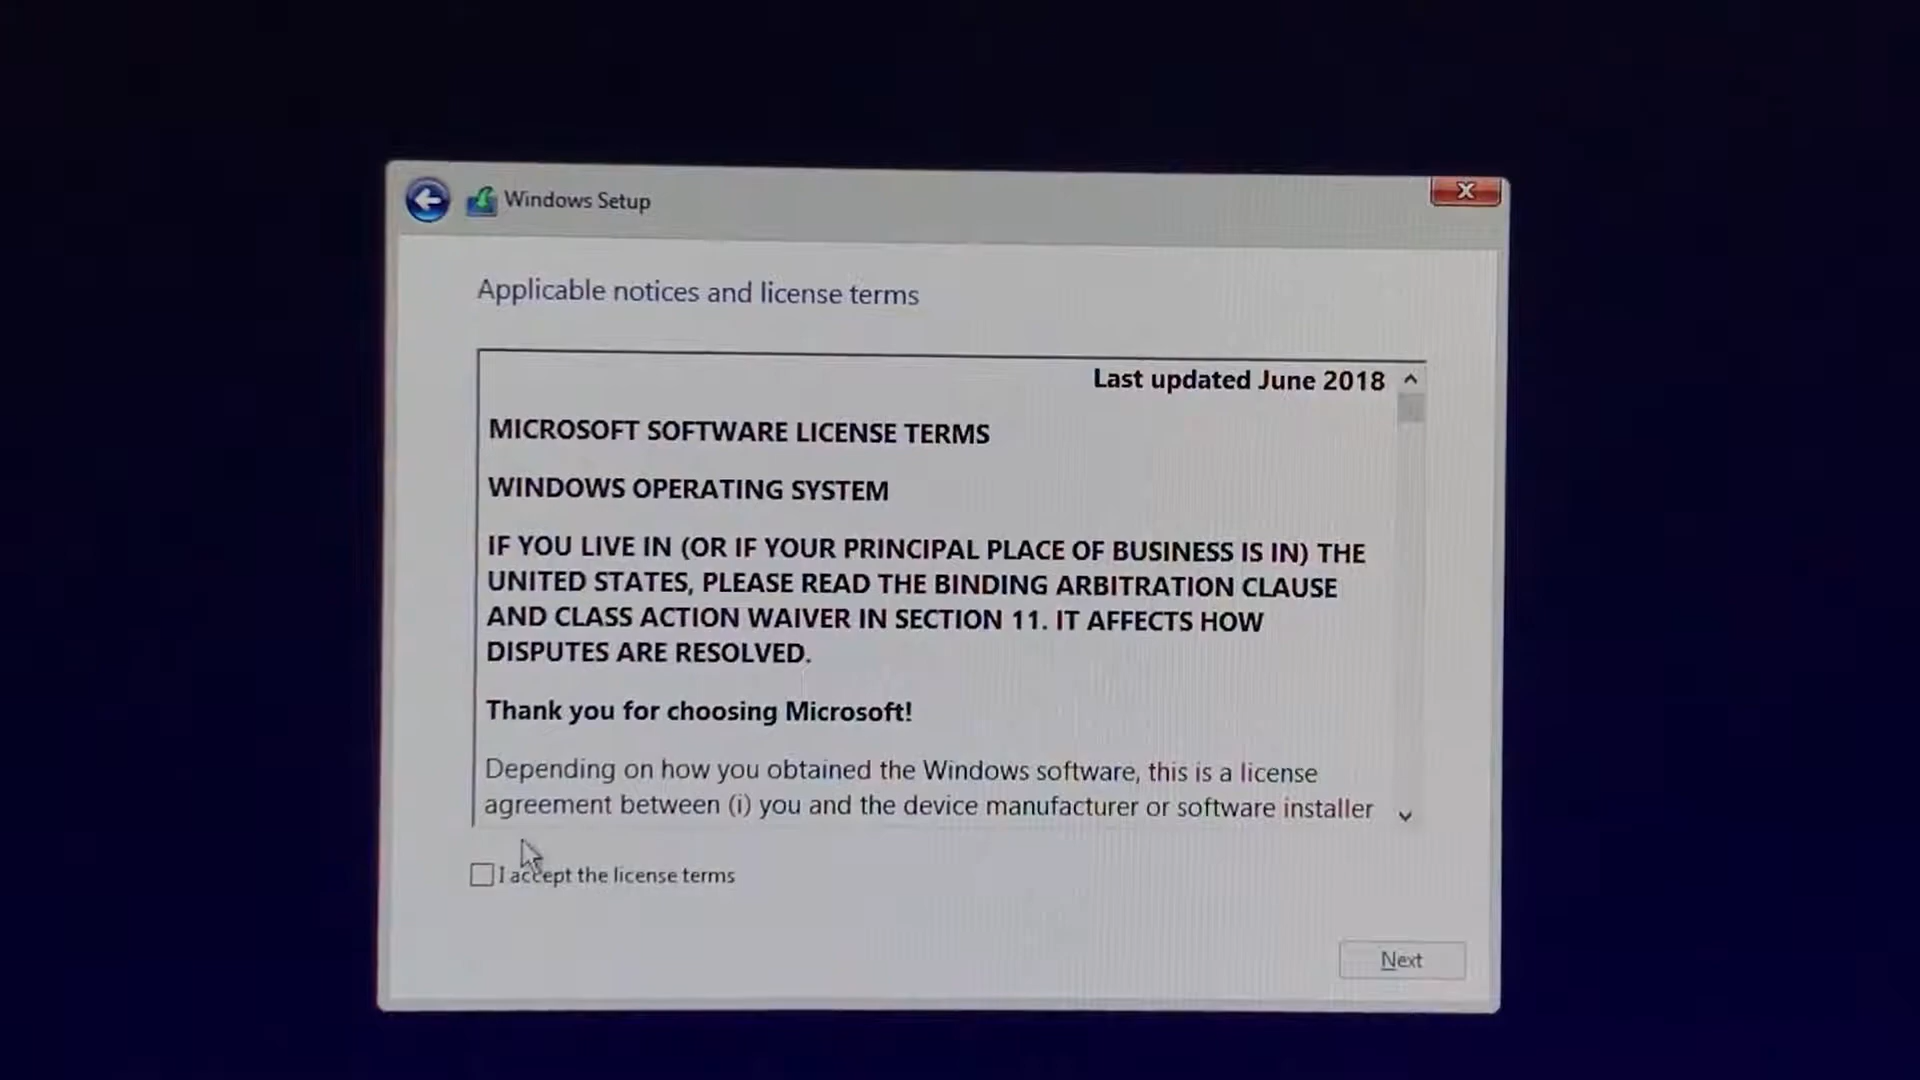 Windows Setup
Applicable notices and license terms
Last updated June 2018
MICROSOFT SOFTWARE LICENSE TERMS
WINDOWS OPERATING SYSTEM
IF YOU LIVE IN (OR IF YOUR PRINCIPAL PLACE OF BUSINESS IS IN) THE
UNITED STATES, PLEASE READ THE BINDING ARBITRATION CLAUSE
AND CLASS ACTION WAIVER IN SECTION 11. IT AFFECTS HOW
DISPUTES ARE RESOLVED.
Thank you for choosing Microsoft!
Depending on how you obtained the Windows software, this is a license
agreement between (i) you and the device manufacturer or software installer
I accept the license terms
Next